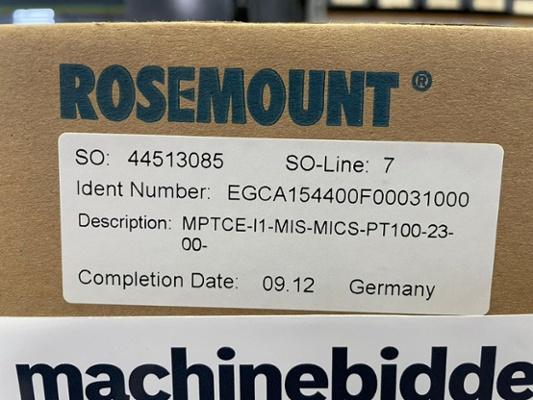 ROSEMOUNT®
SO: 44513085 SO-Line: 7
Ident Number: EGCA154400F00031000
Description: MPTCE-I1-MIS-MICS-PT100-23-
00-
Completion Date: 09.12 Germany
machinebidde